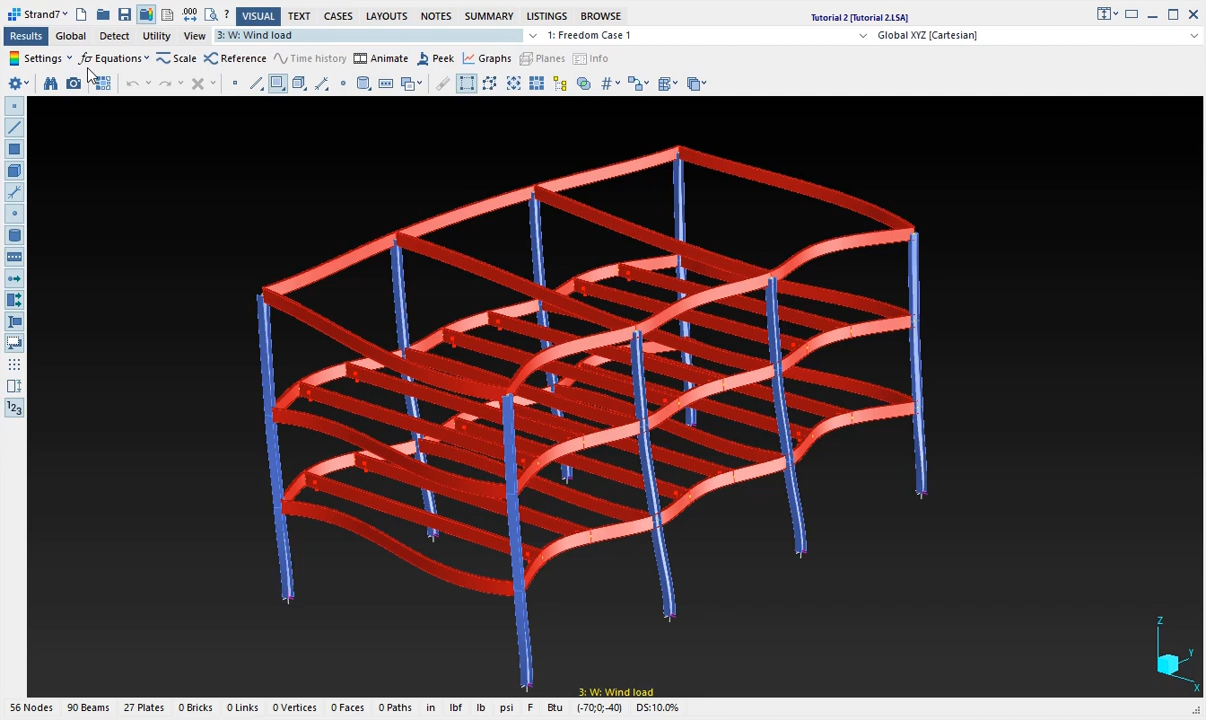 Strand7 ? VISUAL TEXT CASES LAYOUTS NOTES SUMMARY LISTINGS BROWSE Tutorial 2 [Tutorial 2.LSA]
Results Global Detect Utility View 3: W: Wind load 1: Freedom Case 1 Global XYZ [Cartesian]
Settings fx Equations Scale Reference Time history Animate Peek Graphs Planes Info
Z
Y
X
3: W: Wind load
56 Nodes 90 Beams 27 Plates 0 Bricks 0 Links 0 Vertices 0 Faces 0 Paths in lbf lb psi F Btu (-70;0;-40) DS:10.0%